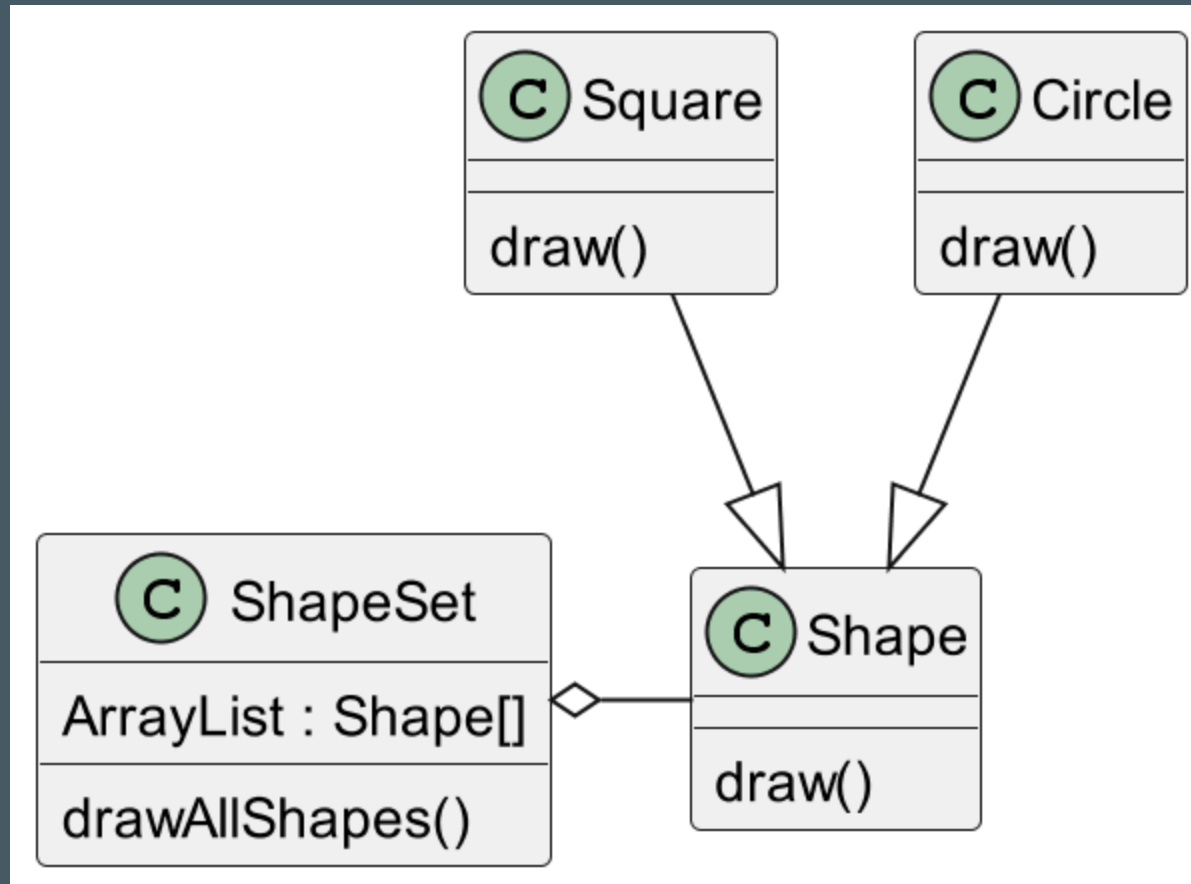 C Square
draw()
C Circle
draw()
C ShapeSet
ArrayList : Shape[]
drawAllShapes()
C Shape
draw()